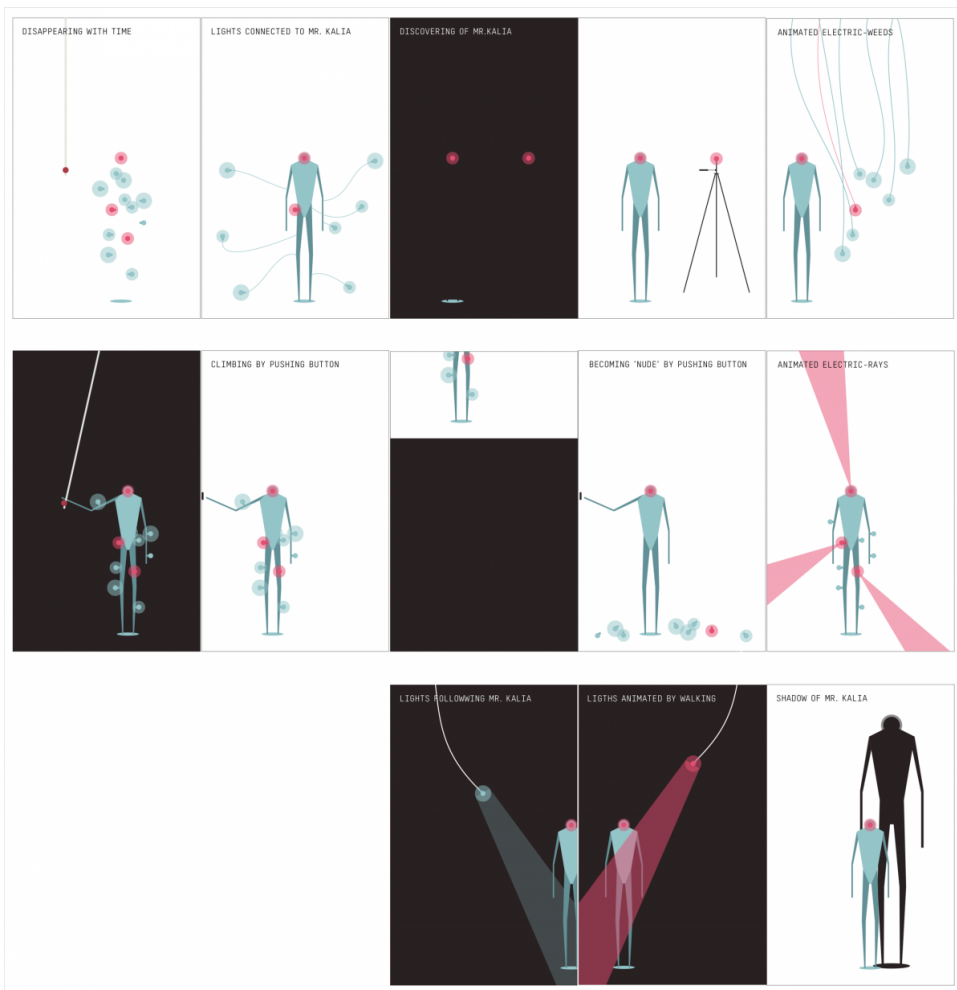 DISAPPEARING WITH TIME
LIGHTS CONNECTED TO MR. KALIA
DISCOVERING OF MR.KALIA
ANIMATED ELECTRIC-WEEDS
CLIMBING BY PUSHING BUTTON
BECOMING 'NUDE' BY PUSHING BUTTON
ANIMATED ELECTRIC-RAYS
LIGHTS FOLLOWWING MR. KALIA
LIGTHS ANIMATED BY WALKING
SHADOW OF MR. KALIA